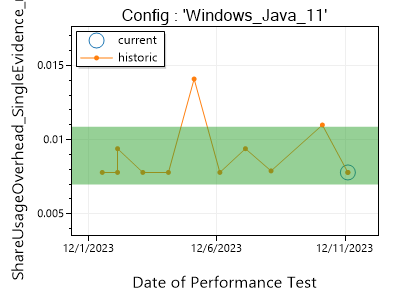 Config : 'Windows_Java_11'
current
historic
0.015
0.01
0.005
12/1/2023
12/6/2023
12/11/2023
Date of Performance Test
ShareUsageOverhead_SingleEvidence_